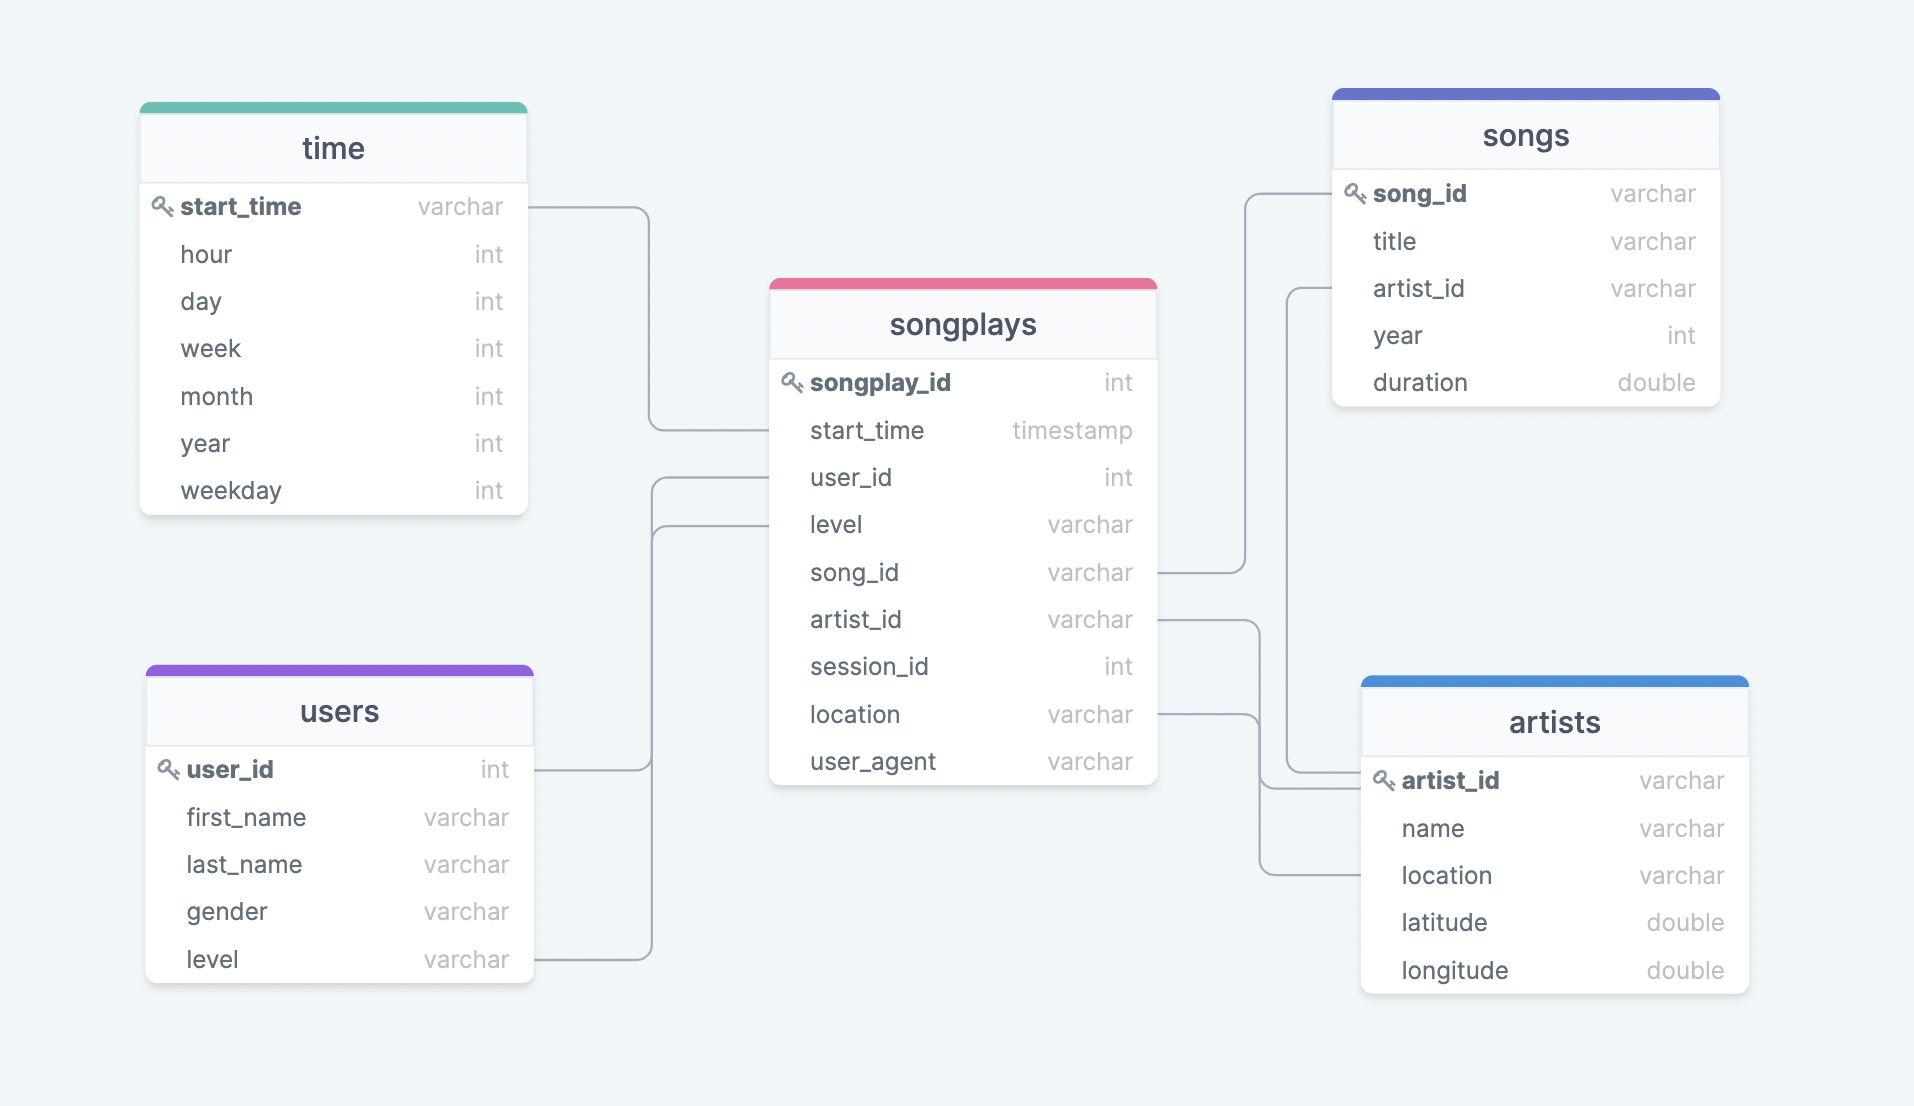 time
start_time varchar
hour int
day int
week int
month int
year int
weekday int
users
user_id int
first_name varchar
last_name varchar
gender varchar
level varchar
songplays
songplay_id int
start_time timestamp
user_id int
level varchar
song_id varchar
artist_id varchar
session_id int
location varchar
user_agent varchar
songs
song_id varchar
title varchar
artist_id varchar
year int
duration double
artists
artist_id varchar
name varchar
location varchar
latitude double
longitude double